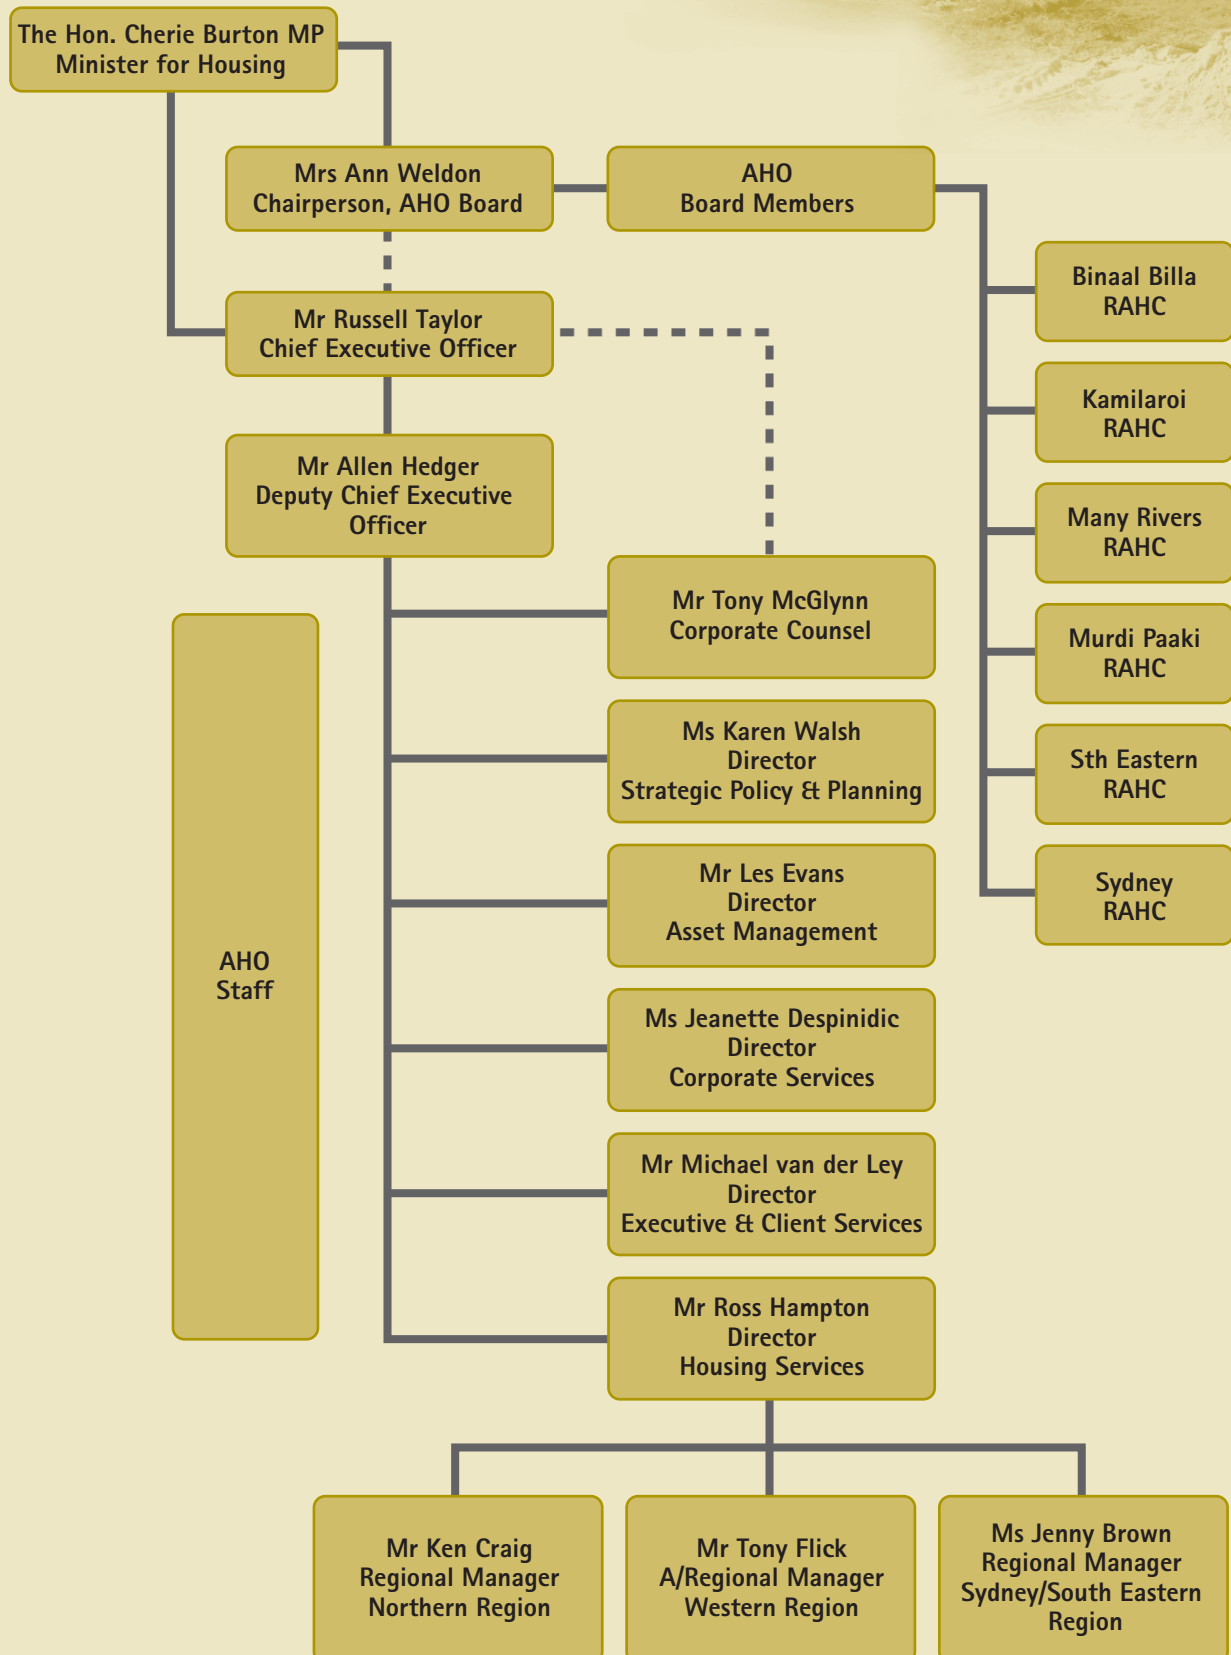 The Hon. Cherie Burton MP
Minister for Housing
Mrs Ann Weldon
Chairperson, AHO Board
AHO
Board Members
Binaal Billa
RAHC
Mr Russell Taylor
Chief Executive Officer
Kamilaroi
RAHC
Mr Allen Hedger
Deputy Chief Executive
Officer
Many Rivers
RAHC
Mr Tony McGlynn
Corporate Counsel
Murdi Paaki
RAHC
Ms Karen Walsh
Director
Strategic Policy & Planning
Sth Eastern
RAHC
Mr Les Evans
Director
Asset Management
Sydney
RAHC
AHO
Staff
Ms Jeanette Despinidic
Director
Corporate Services
Mr Michael van der Ley
Director
Executive & Client Services
Mr Ross Hampton
Director
Housing Services
Mr Ken Craig
Regional Manager
Northern Region
Mr Tony Flick
A/Regional Manager
Western Region
Ms Jenny Brown
Regional Manager
Sydney/South Eastern
Region